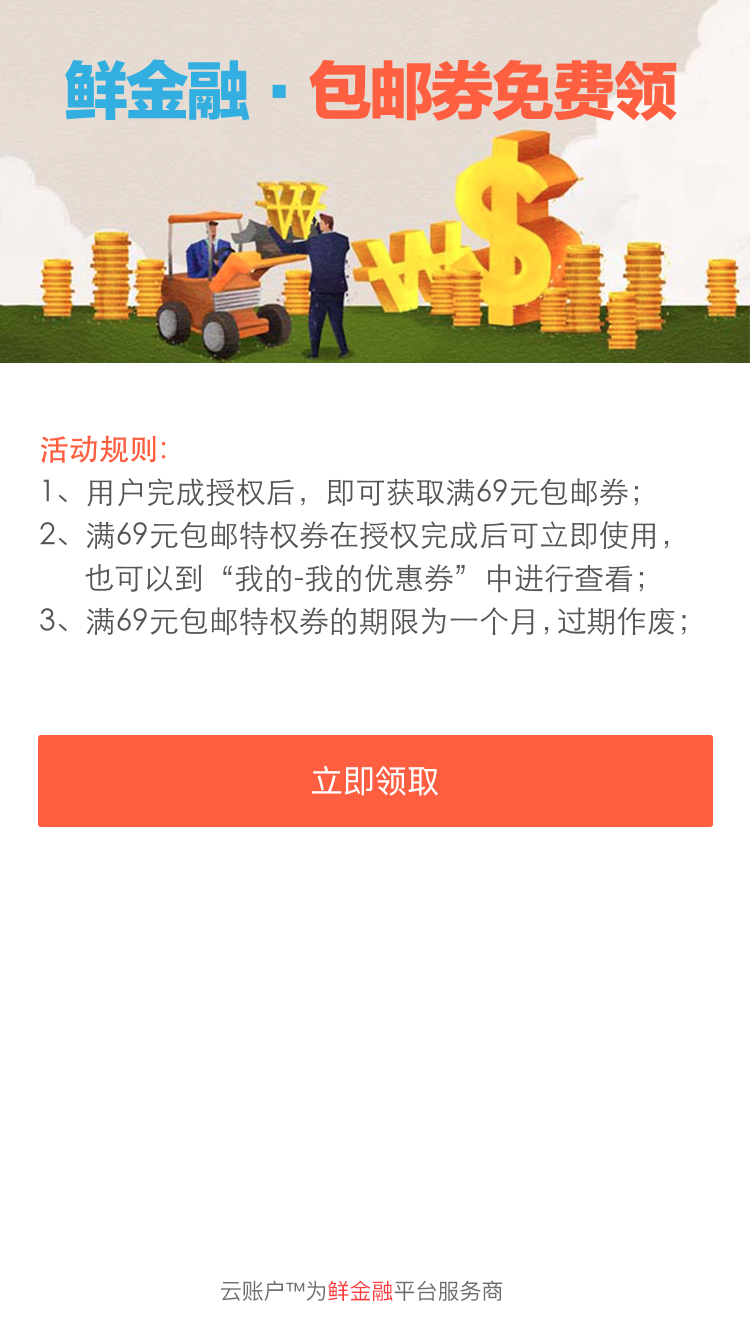 鲜金融·包邮券免费领
活动规则:
1、用户完成授权后，即可获取满69元包邮券；
2、满69元包邮特权券在授权完成后可立即使用，
也可以到“我的-我的优惠券”中进行查看；
3、满69元包邮特权券的期限为一个月,过期作废；
立即领取
云账户™为鲜金融平台服务商